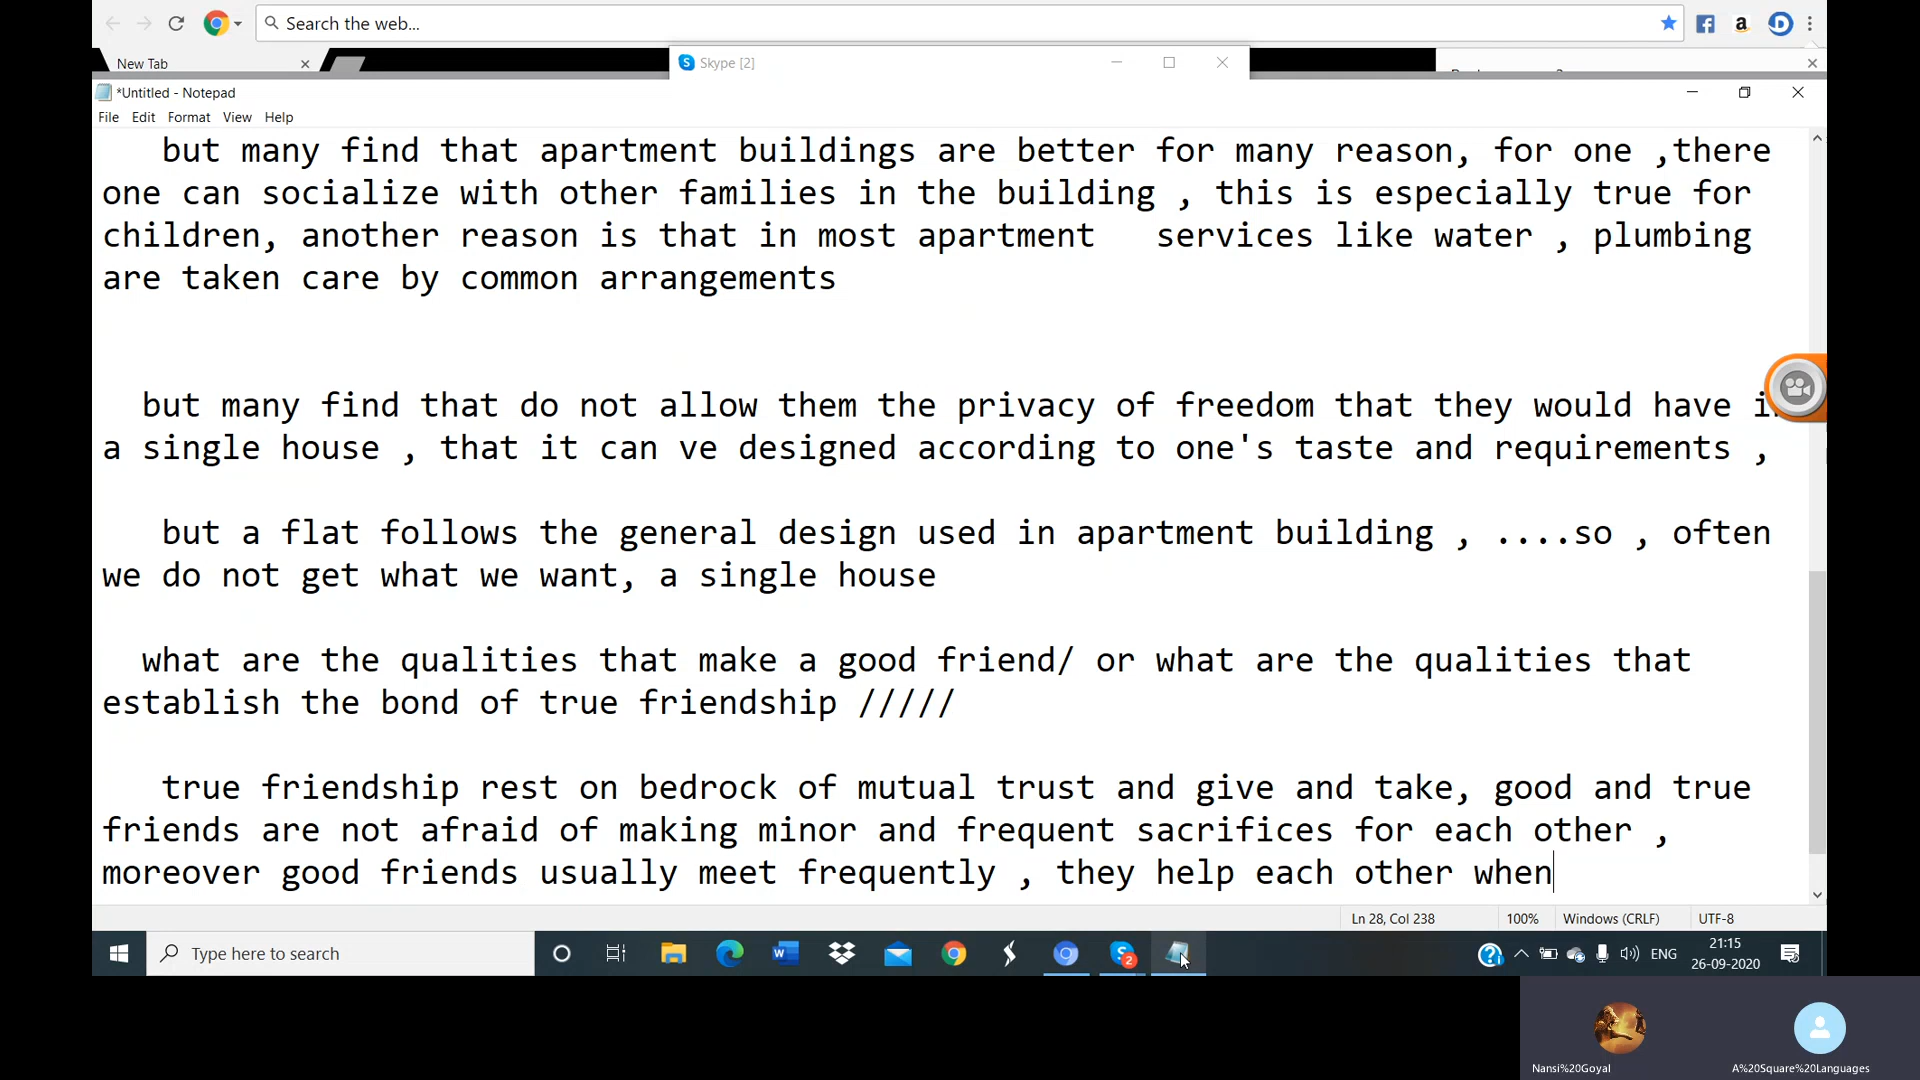 Search the web...
New Tab
Skype [2]
*Untitled - Notepad
File Edit Format View Help
but many find that apartment buildings are better for many reason, for one ,there
one can socialize with other families in the building , this is especially true for
children, another reason is that in most apartment   services like water , plumbing
are taken care by common arrangements
but many find that do not allow them the privacy of freedom that they would have
a single house , that it can ve designed according to one's taste and requirements ,
but a flat follows the general design used in apartment building , ....so , often
we do not get what we want, a single house
what are the qualities that make a good friend/ or what are the qualities that
establish the bond of true friendship /////
true friendship rest on bedrock of mutual trust and give and take, good and true
friends are not afraid of making minor and frequent sacrifices for each other ,
moreover good friends usually meet frequently , they help each other when
Ln 28, Col 238 100% Windows (CRLF) UTF-8
Type here to search
ENG
21:15
26-09-2020
Nansi%20Goyal
A%20Square%20Languages